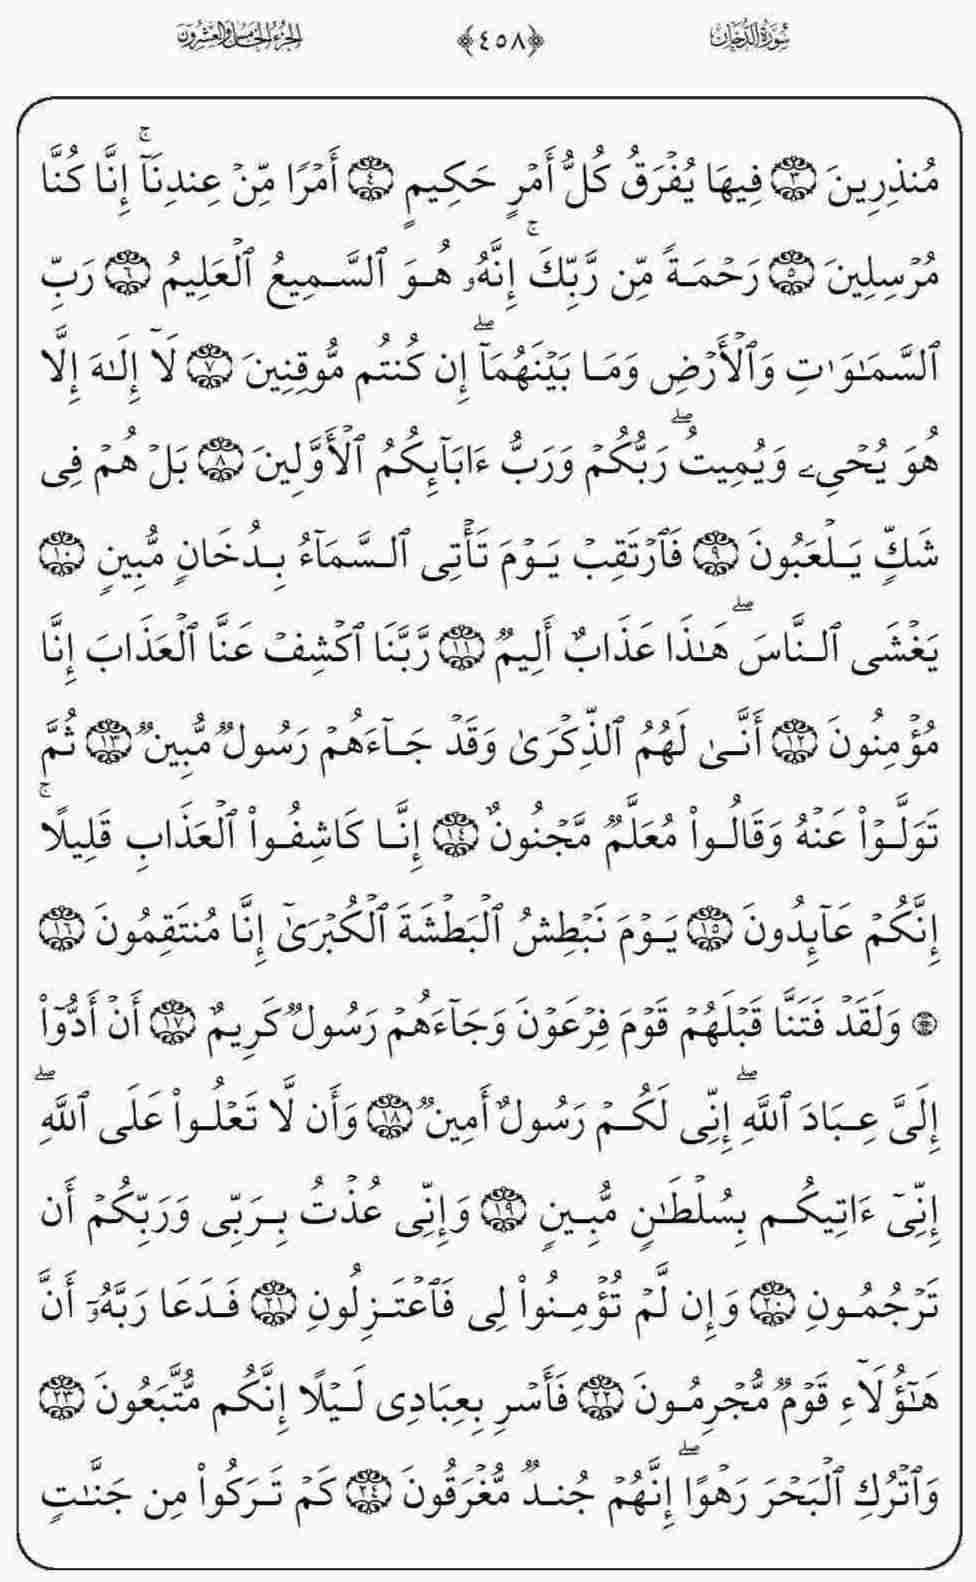 سُورَةُ الدُّخَانِ ﴿٤٥٨﴾ الجُزْءُ الخَامِسُ وَالعِشْرُونَ
مُنذِرِينَ ٣ فِيهَا يُفْرَقُ كُلُّ أَمْرٍ حَكِيمٍ ٤ أَمْرًا مِّنْ عِندِنَآۚ إِنَّا كُنَّا
مُرْسِلِينَ ٥ رَحْمَةً مِّن رَّبِّكَۚ إِنَّهُۥ هُوَ ٱلسَّمِيعُ ٱلْعَلِيمُ ٦ رَبِّ
ٱلسَّمَٰوَٰتِ وَٱلْأَرْضِ وَمَا بَيْنَهُمَآۖ إِن كُنتُم مُّوقِنِينَ ٧ لَآ إِلَٰهَ إِلَّا
هُوَ يُحْىِۦ وَيُمِيتُۖ رَبُّكُمْ وَرَبُّ ءَابَآئِكُمُ ٱلْأَوَّلِينَ ٨ بَلْ هُمْ فِى
شَكٍّ يَلْعَبُونَ ٩ فَٱرْتَقِبْ يَوْمَ تَأْتِى ٱلسَّمَآءُ بِدُخَانٍ مُّبِينٍ ١٠
يَغْشَى ٱلنَّاسَۖ هَٰذَا عَذَابٌ أَلِيمٌ ١١ رَّبَّنَا ٱكْشِفْ عَنَّا ٱلْعَذَابَ إِنَّا
مُؤْمِنُونَ ١٢ أَنَّىٰ لَهُمُ ٱلذِّكْرَىٰ وَقَدْ جَآءَهُمْ رَسُولٌ مُّبِينٌ ١٣ ثُمَّ
تَوَلَّوْا۟ عَنْهُ وَقَالُوا۟ مُعَلَّمٌ مَّجْنُونٌ ١٤ إِنَّا كَاشِفُوا۟ ٱلْعَذَابِ قَلِيلًاۚ
إِنَّكُمْ عَآئِدُونَ ١٥ يَوْمَ نَبْطِشُ ٱلْبَطْشَةَ ٱلْكُبْرَىٰٓ إِنَّا مُنتَقِمُونَ ١٦
۞ وَلَقَدْ فَتَنَّا قَبْلَهُمْ قَوْمَ فِرْعَوْنَ وَجَآءَهُمْ رَسُولٌ كَرِيمٌ ١٧ أَنْ أَدُّوٓا۟
إِلَىَّ عِبَادَ ٱللَّهِۖ إِنِّى لَكُمْ رَسُولٌ أَمِينٌ ١٨ وَأَن لَّا تَعْلُوا۟ عَلَى ٱللَّهِۖ
إِنِّىٓ ءَاتِيكُم بِسُلْطَٰنٍ مُّبِينٍ ١٩ وَإِنِّى عُذْتُ بِرَبِّى وَرَبِّكُمْ أَن
تَرْجُمُونِ ٢٠ وَإِن لَّمْ تُؤْمِنُوا۟ لِى فَٱعْتَزِلُونِ ٢١ فَدَعَا رَبَّهُۥٓ أَنَّ
هَٰٓؤُلَآءِ قَوْمٌ مُّجْرِمُونَ ٢٢ فَأَسْرِ بِعِبَادِى لَيْلًا إِنَّكُم مُّتَّبَعُونَ ٢٣
وَٱتْرُكِ ٱلْبَحْرَ رَهْوًاۖ إِنَّهُمْ جُندٌ مُّغْرَقُونَ ٢٤ كَمْ تَرَكُوا۟ مِن جَنَّٰتٍ